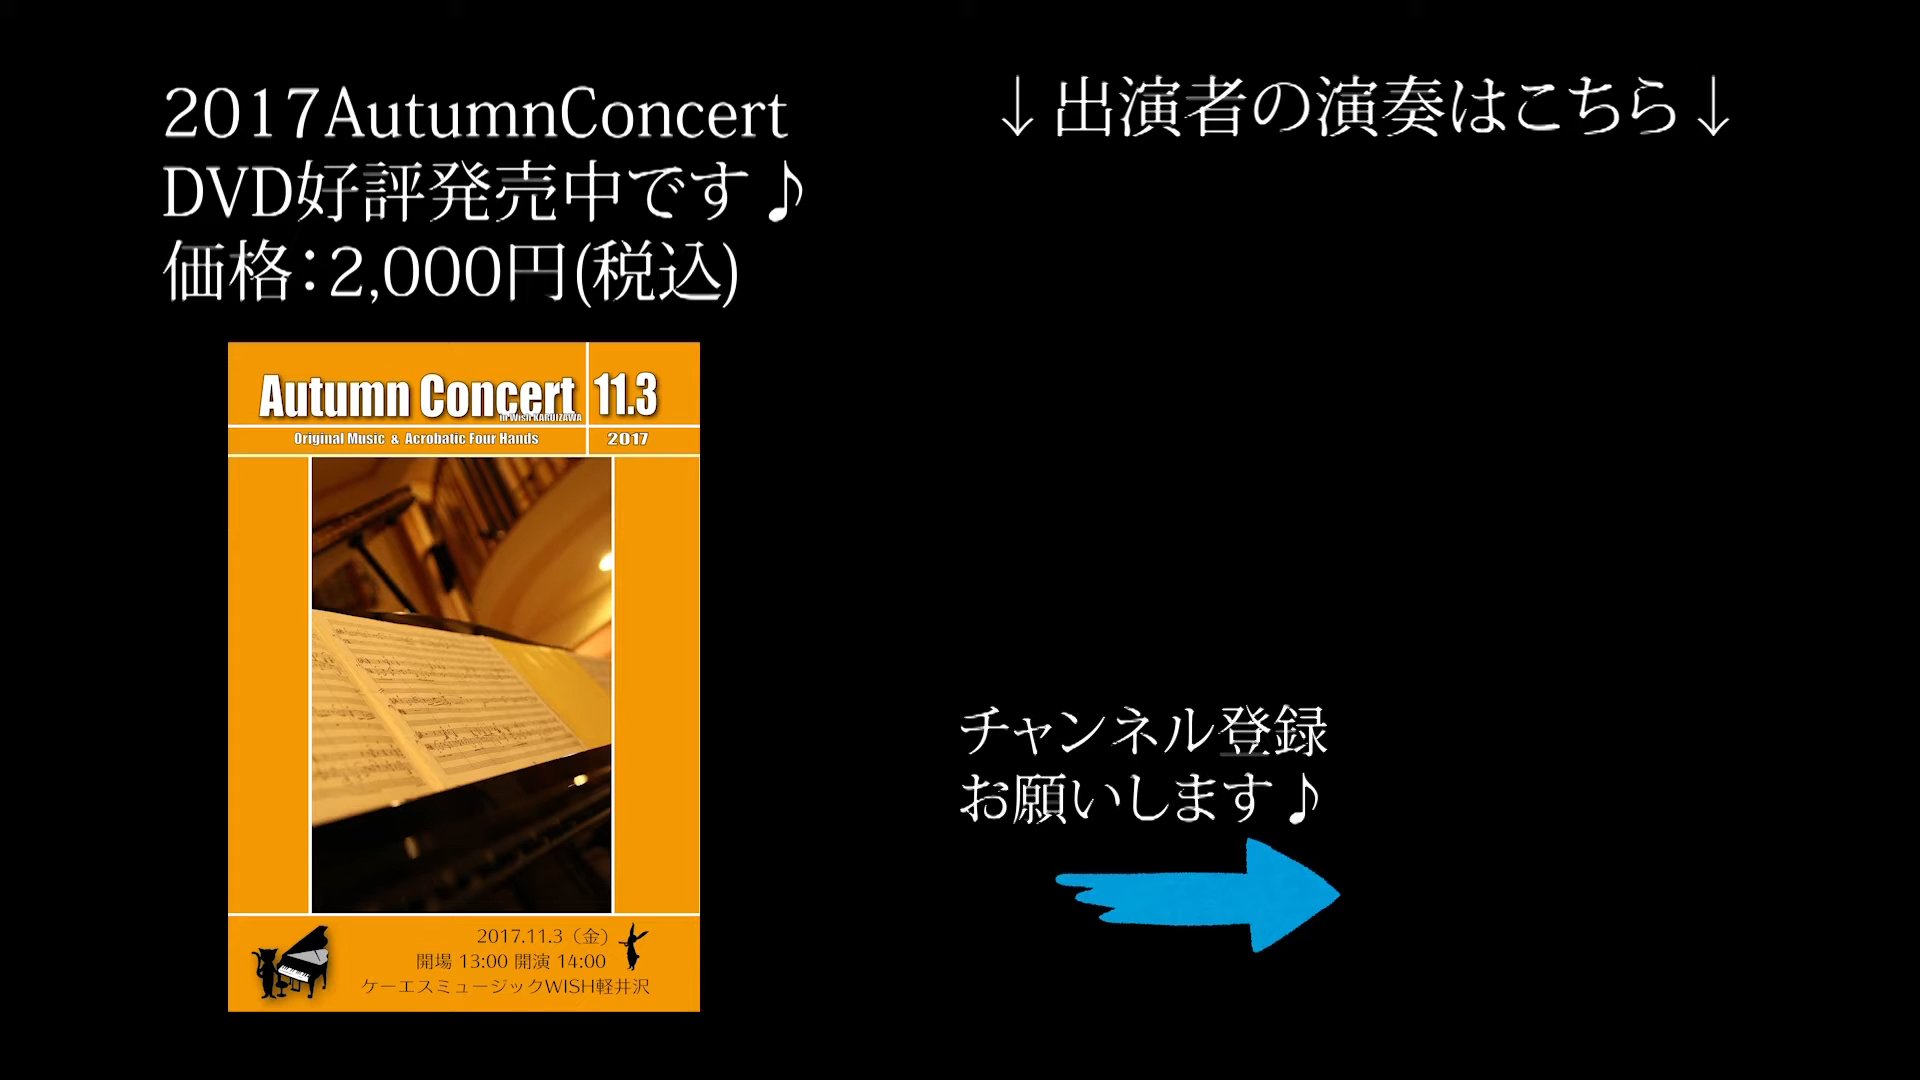 2017AutumnConcert
DVD好評発売中です♪
価格：2,000円(税込)
↓出演者の演奏はこちら↓
Autumn Concert 11.3
in Wish KARUIZAWA
Original Music & Acrobatic Four Hands 2017
2017.11.3（金）
開場 13:00 開演 14:00
ケーエスミュージックWISH軽井沢
チャンネル登録
お願いします♪